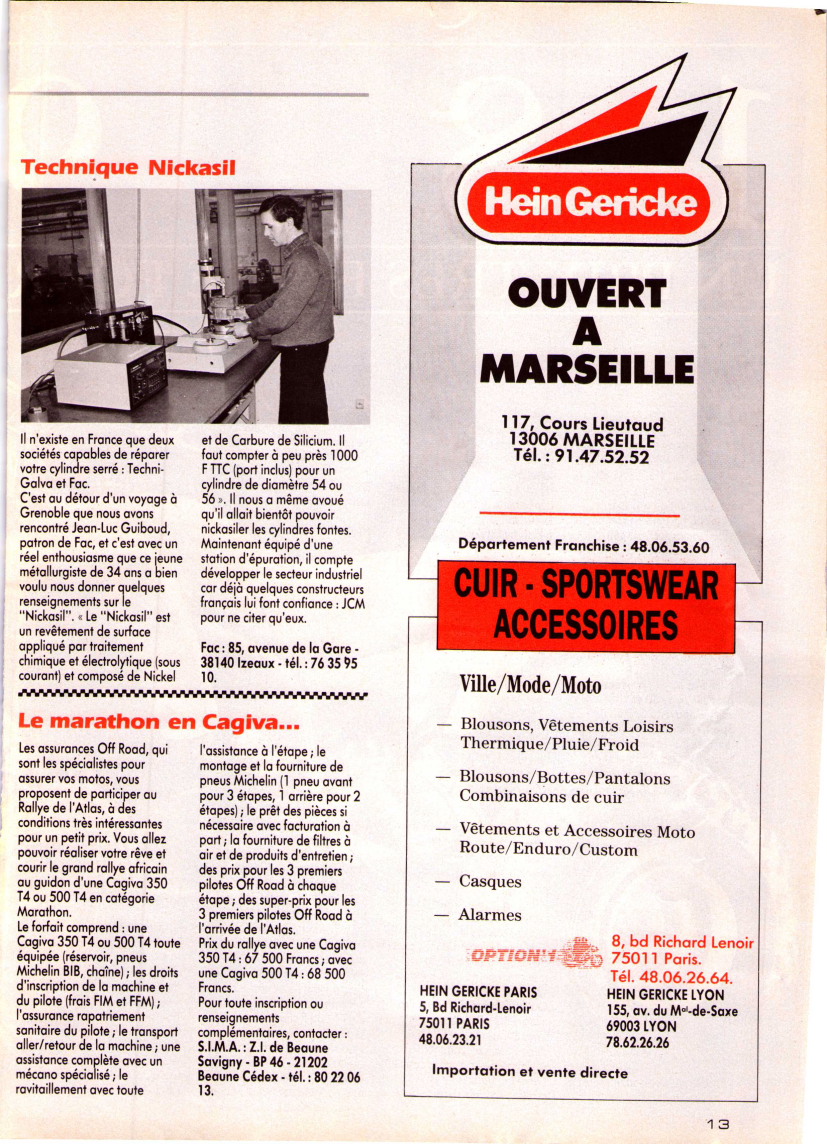 Technique Nickasil
Il n'existe en France que deux
sociétés capables de réparer
votre cylindre serré : Techni-
Galva et Fac.
C'est au détour d'un voyage à
Grenoble que nous avons
rencontré Jean-Luc Guiboud,
patron de Fac, et c'est avec un
réel enthousiasme que ce jeune
métallurgiste de 34 ans a bien
voulu nous donner quelques
renseignements sur le
"Nickasil". « Le "Nickasil" est
un revêtement de surface
appliqué par traitement
chimique et électrolytique (sous
courant) et composé de Nickel
et de Carbure de Silicium. Il
faut compter à peu près 1000
F TTC (port inclus) pour un
cylindre de diamètre 54 ou
56 ». Il nous a même avoué
qu'il allait bientôt pouvoir
nickasiler les cylindres fontes.
Maintenant équipé d'une
station d'épuration, il compte
développer le secteur industriel
car déjà quelques constructeurs
français lui font confiance : JCM
pour ne citer qu'eux.
Fac : 85, avenue de la Gare -
38140 Izeaux - tél. : 76 35 95
10.
Le marathon en Cagiva...
Les assurances Off Road, qui
sont les spécialistes pour
assurer vos motos, vous
proposent de participer au
Rallye de l'Atlas, à des
conditions très intéressantes
pour un petit prix. Vous allez
pouvoir réaliser votre rêve et
courir le grand rallye africain
au guidon d'une Cagiva 350
T4 ou 500 T4 en catégorie
Marathon.
Le forfait comprend : une
Cagiva 350 T4 ou 500 T4 toute
équipée (réservoir, pneus
Michelin BIB, chaîne) ; les droits
d'inscription de la machine et
du pilote (frais FIM et FFM) ;
l'assurance rapatriement
sanitaire du pilote ; le transport
aller/retour de la machine ; une
assistance complète avec un
mécano spécialisé ; le
ravitaillement avec toute
l'assistance à l'étape ; le
montage et la fourniture de
pneus Michelin (1 pneu avant
pour 3 étapes, 1 arrière pour 2
étapes) ; le prêt des pièces si
nécessaire avec facturation à
part ; la fourniture de filtres à
air et de produits d'entretien ;
des prix pour les 3 premiers
pilotes Off Road à chaque
étape ; des super-prix pour les
3 premiers pilotes Off Road à
l'arrivée de l'Atlas.
Prix du rallye avec une Cagiva
350 T4 : 67 500 Francs ; avec
une Cagiva 500 T4 : 68 500
Francs.
Pour toute inscription ou
renseignements
complémentaires, contacter :
S.I.M.A. : Z.I. de Beaune
Savigny - BP 46 - 21202
Beaune Cédex - tél. : 80 22 06
13.
Hein Gericke
OUVERT
A
MARSEILLE
117, Cours Lieutaud
13006 MARSEILLE
Tél. : 91.47.52.52
Département Franchise : 48.06.53.60
CUIR - SPORTSWEAR
ACCESSOIRES
Ville/Mode/Moto
— Blousons, Vêtements Loisirs
Thermique/Pluie/Froid
— Blousons/Bottes/Pantalons
Combinaisons de cuir
— Vêtements et Accessoires Moto
Route/Enduro/Custom
— Casques
— Alarmes
OPTION'1
8, bd Richard Lenoir
75011 Paris.
Tél. 48.06.26.64.
HEIN GERICKE PARIS
5, Bd Richard-Lenoir
75011 PARIS
48.06.23.21
HEIN GERICKE LYON
155, av. du Mal-de-Saxe
69003 LYON
78.62.26.26
Importation et vente directe
13